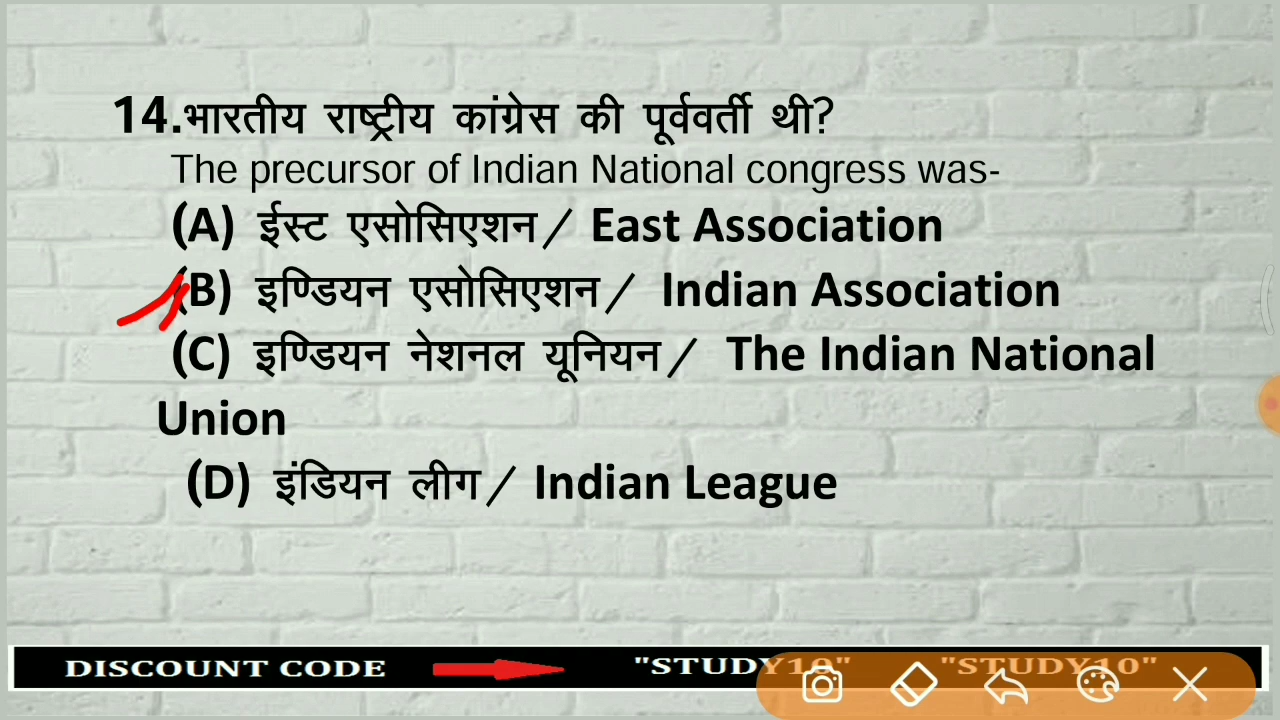 14.भारतीय राष्ट्रीय कांग्रेस की पूर्ववर्ती थी?
The precursor of Indian National congress was-
(A) ईस्ट एसोसिएशन/ East Association
(B) इण्डियन एसोसिएशन/ Indian Association
(C) इण्डियन नेशनल यूनियन/ The Indian National
Union
(D) इंडियन लीग/ Indian League
DISCOUNT CODE "STUDY10" "STUDY10"